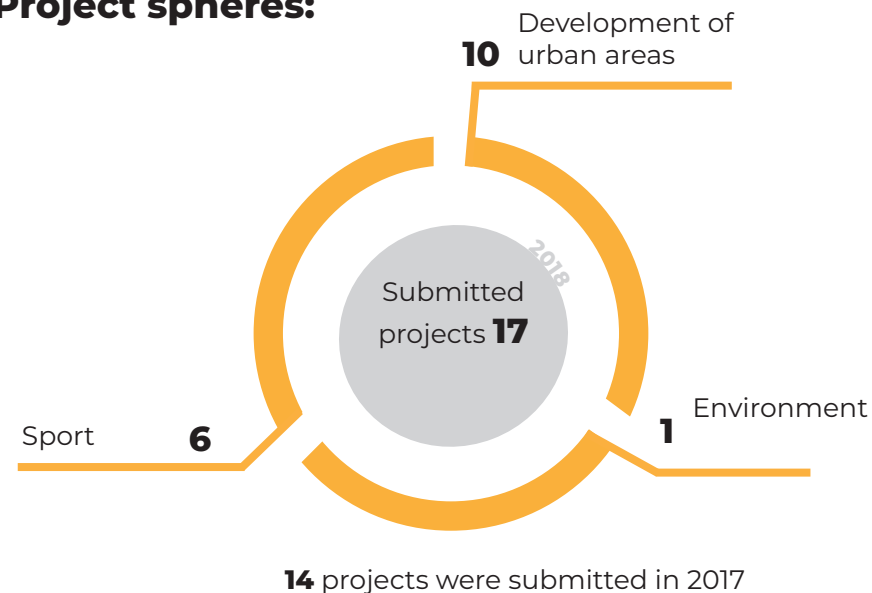 Project spheres:
Development of
10 urban areas
2018
Submitted
projects 17
Environment
1
Sport 6
14 projects were submitted in 2017